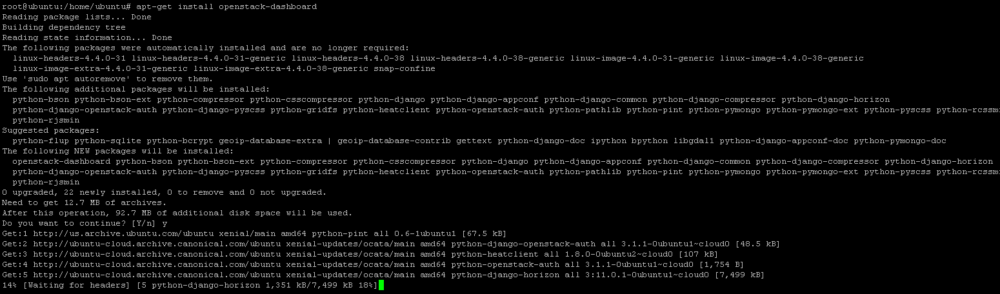 root@ubuntu:/home/ubuntu# apt-get install openstack-dashboard
Reading package lists... Done
Building dependency tree
Reading state information... Done
The following packages were automatically installed and are no longer required:
  linux-headers-4.4.0-31 linux-headers-4.4.0-31-generic linux-headers-4.4.0-38 linux-headers-4.4.0-38-generic linux-image-4.4.0-31-generic linux-image-4.4.0-38-generic
  linux-image-extra-4.4.0-31-generic linux-image-extra-4.4.0-38-generic snap-confine
Use 'sudo apt autoremove' to remove them.
The following additional packages will be installed:
  python-bson python-bson-ext python-compressor python-csscompressor python-django python-django-appconf python-django-common python-django-compressor python-django-horizon
  python-django-openstack-auth python-django-pyscss python-gridfs python-heatclient python-openstack-auth python-pathlib python-pint python-pymongo python-pymongo-ext python-pyscss python-rcssm
  python-rjsmin
Suggested packages:
  python-flup python-sqlite python-bcrypt geoip-database-extra | geoip-database-contrib gettext python-django-doc ipython bpython libgdal1 python-django-appconf-doc python-pymongo-doc
The following NEW packages will be installed:
  openstack-dashboard python-bson python-bson-ext python-compressor python-csscompressor python-django python-django-appconf python-django-common python-django-compressor python-django-horizon
  python-django-openstack-auth python-django-pyscss python-gridfs python-heatclient python-openstack-auth python-pathlib python-pint python-pymongo python-pymongo-ext python-pyscss python-rcssm
  python-rjsmin
0 upgraded, 22 newly installed, 0 to remove and 0 not upgraded.
Need to get 12.7 MB of archives.
After this operation, 92.7 MB of additional disk space will be used.
Do you want to continue? [Y/n] y
Get:1 http://us.archive.ubuntu.com/ubuntu xenial/main amd64 python-pint all 0.6-1ubuntu1 [67.5 kB]
Get:2 http://ubuntu-cloud.archive.canonical.com/ubuntu xenial-updates/ocata/main amd64 python-django-openstack-auth all 3.1.1-0ubuntu1~cloud0 [48.5 kB]
Get:3 http://ubuntu-cloud.archive.canonical.com/ubuntu xenial-updates/ocata/main amd64 python-heatclient all 1.8.0-0ubuntu2~cloud0 [107 kB]
Get:4 http://ubuntu-cloud.archive.canonical.com/ubuntu xenial-updates/ocata/main amd64 python-openstack-auth all 3.1.1-0ubuntu1~cloud0 [1,754 B]
Get:5 http://ubuntu-cloud.archive.canonical.com/ubuntu xenial-updates/ocata/main amd64 python-django-horizon all 3:11.0.1-0ubuntu1~cloud0 [7,499 kB]
14% [Waiting for headers] [5 python-django-horizon 1,351 kB/7,499 kB 18%]